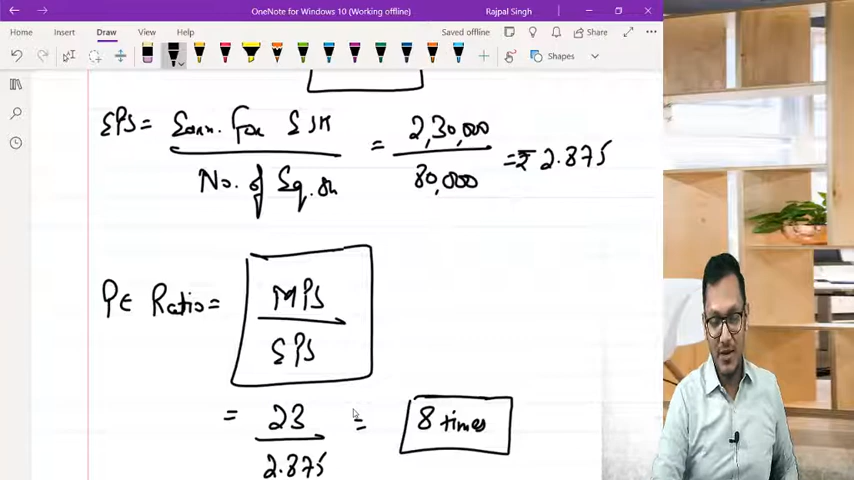 OneNote for Windows 10 (Working offline)
Rajpal Singh
Home Insert Draw View Help
Saved offline
Share
Shapes
EPS = Earn. For ESH / No. of Eq. Sh = 2,30,000 / 80,000 = ₹ 2.875
PE Ratio = MPS / EPS
= 23 / 2.875 = 8 times